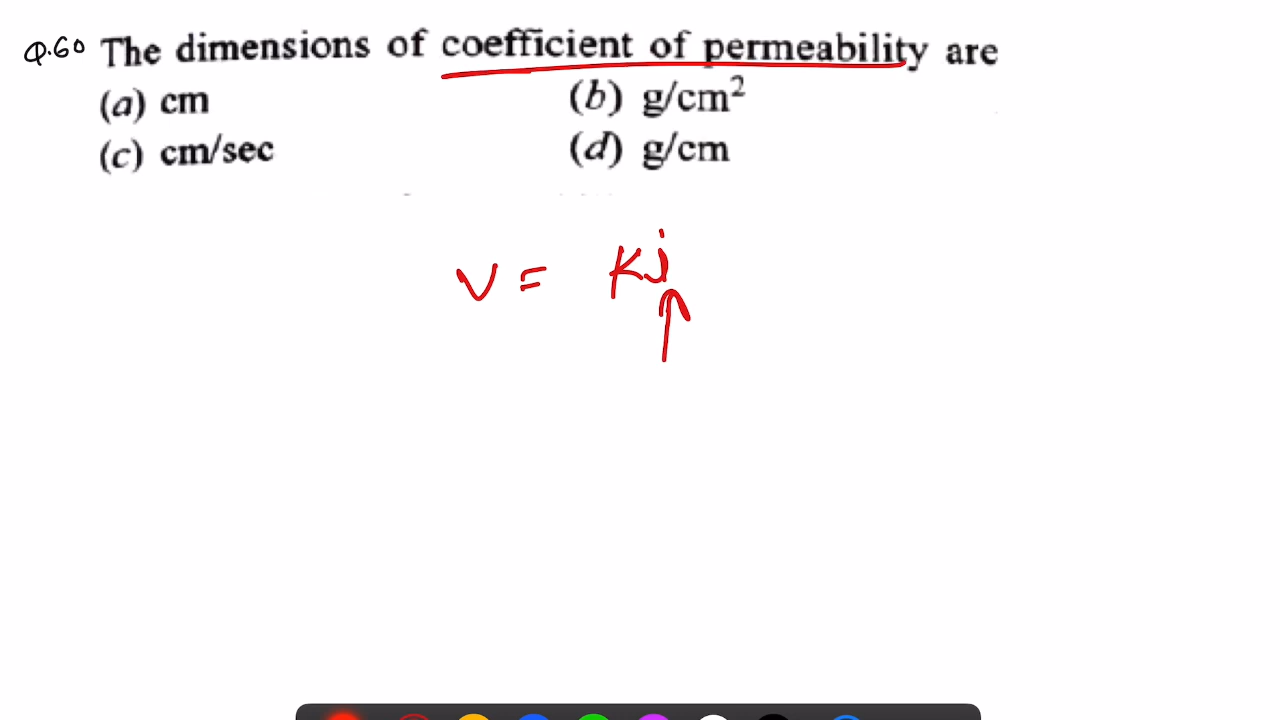 Q.60 The dimensions of coefficient of permeability are
(a) cm (b) g/cm²
(c) cm/sec (d) g/cm
v = Ki